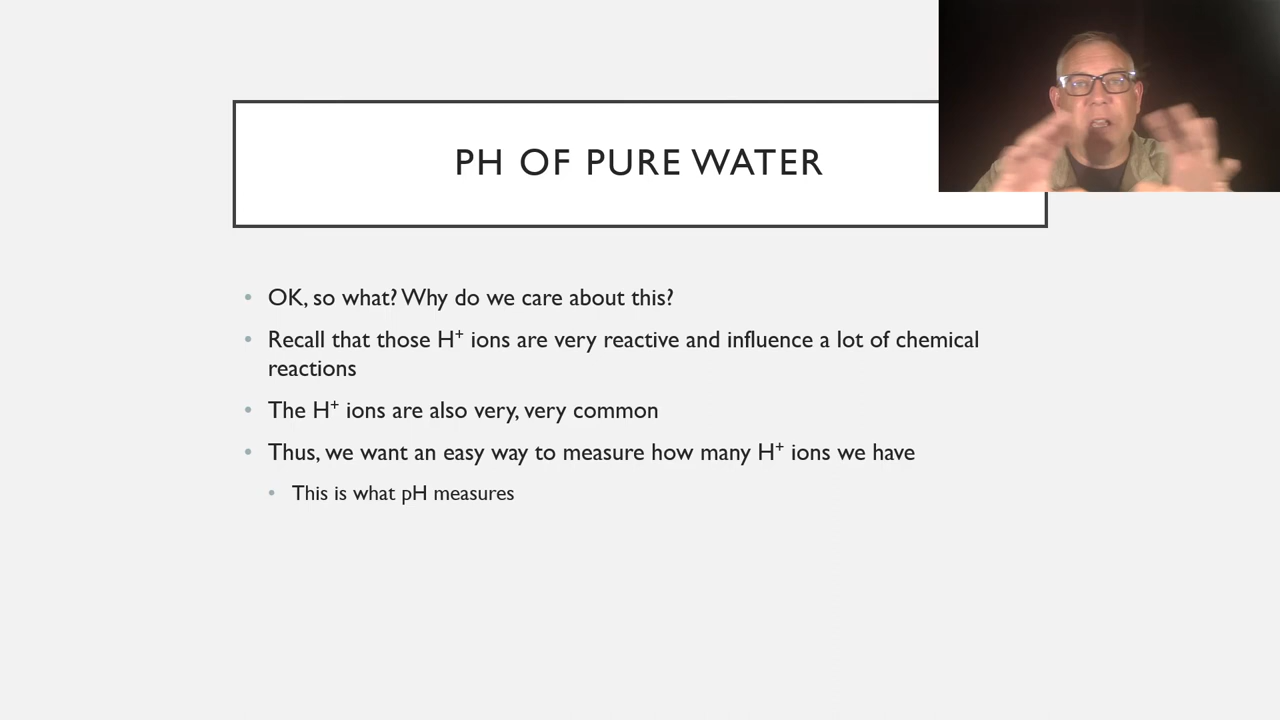 PH OF PURE WATER
• OK, so what? Why do we care about this?
• Recall that those H⁺ ions are very reactive and influence a lot of chemical
reactions
• The H⁺ ions are also very, very common
• Thus, we want an easy way to measure how many H⁺ ions we have
• This is what pH measures